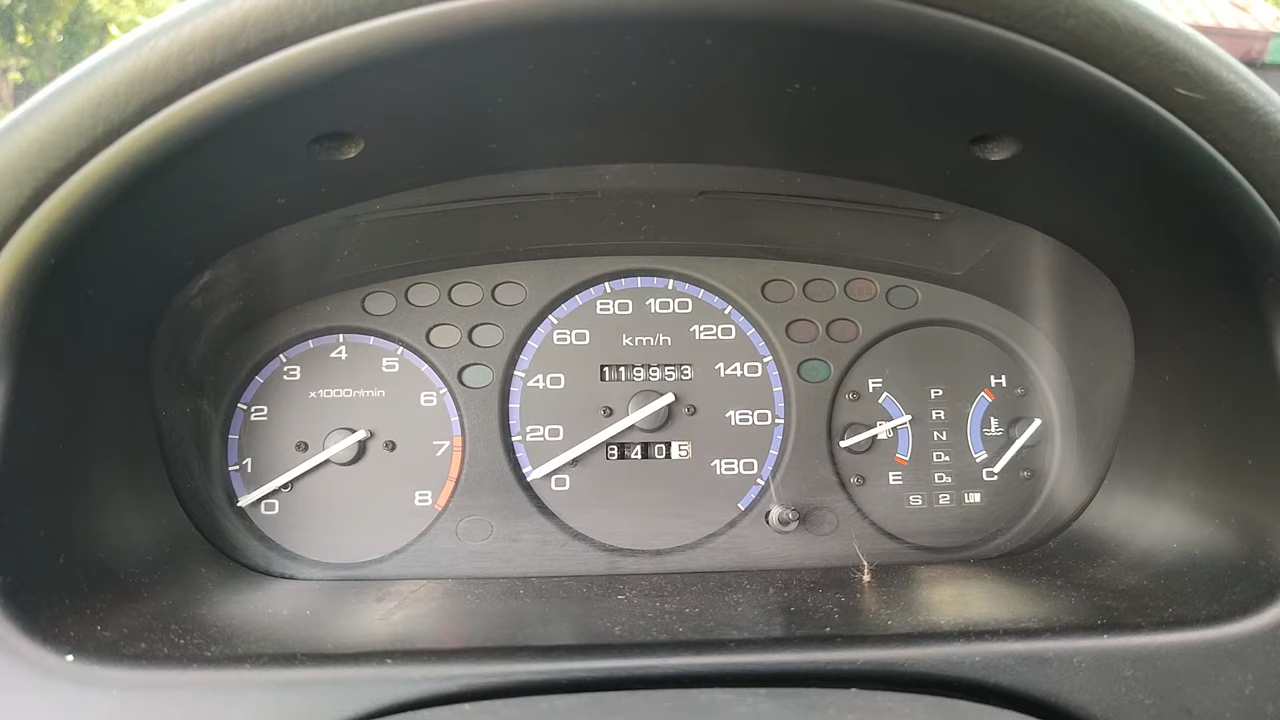 80 100
60 km/h 120
119953
40 140
20 160
8405
0 180
4
3 5
x1000r/min
2 6
1 7
0 8
F H
P
R
N
D4
E D3 C
S 2 LOW